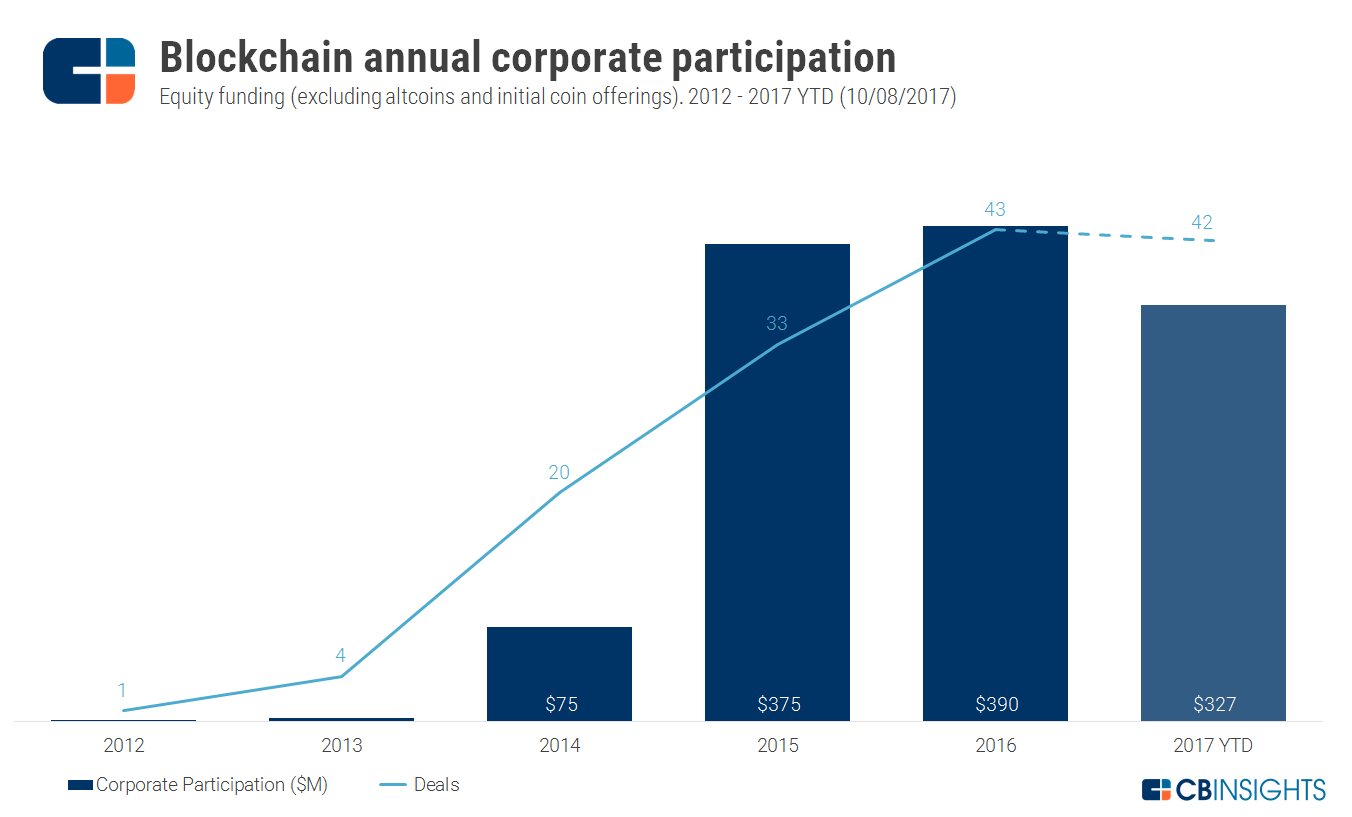 Blockchain annual corporate participation
Equity funding (excluding altcoins and initial coin offerings). 2012 - 2017 YTD (10/08/2017)
43
42
33
20
4
1
$75
$375
$390
$327
2012
2013
2014
2015
2016
2017 YTD
Corporate Participation ($M)
Deals
CBINSIGHTS